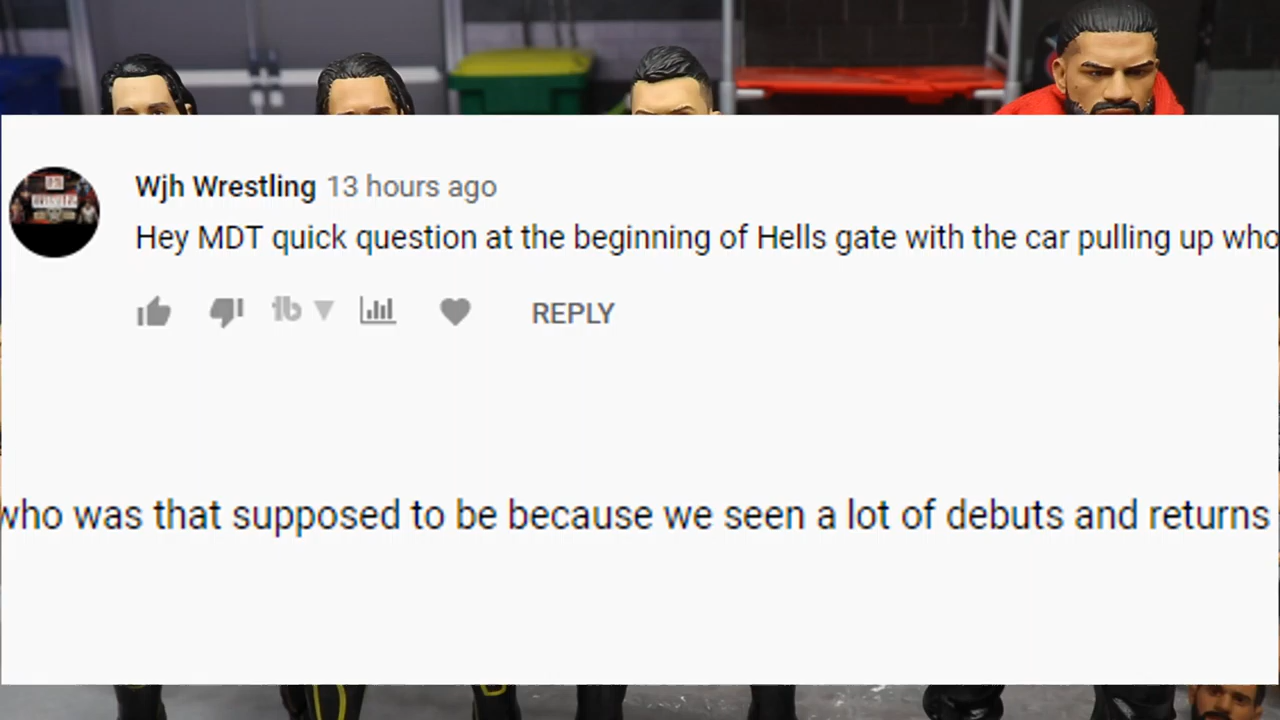 Wjh Wrestling 13 hours ago
Hey MDT quick question at the beginning of Hells gate with the car pulling up who
REPLY
who was that supposed to be because we seen a lot of debuts and returns